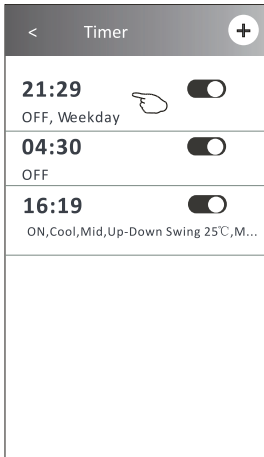 < Timer +
21:29
OFF, Weekday
04:30
OFF
16:19
ON,Cool,Mid,Up-Down Swing 25℃,M...